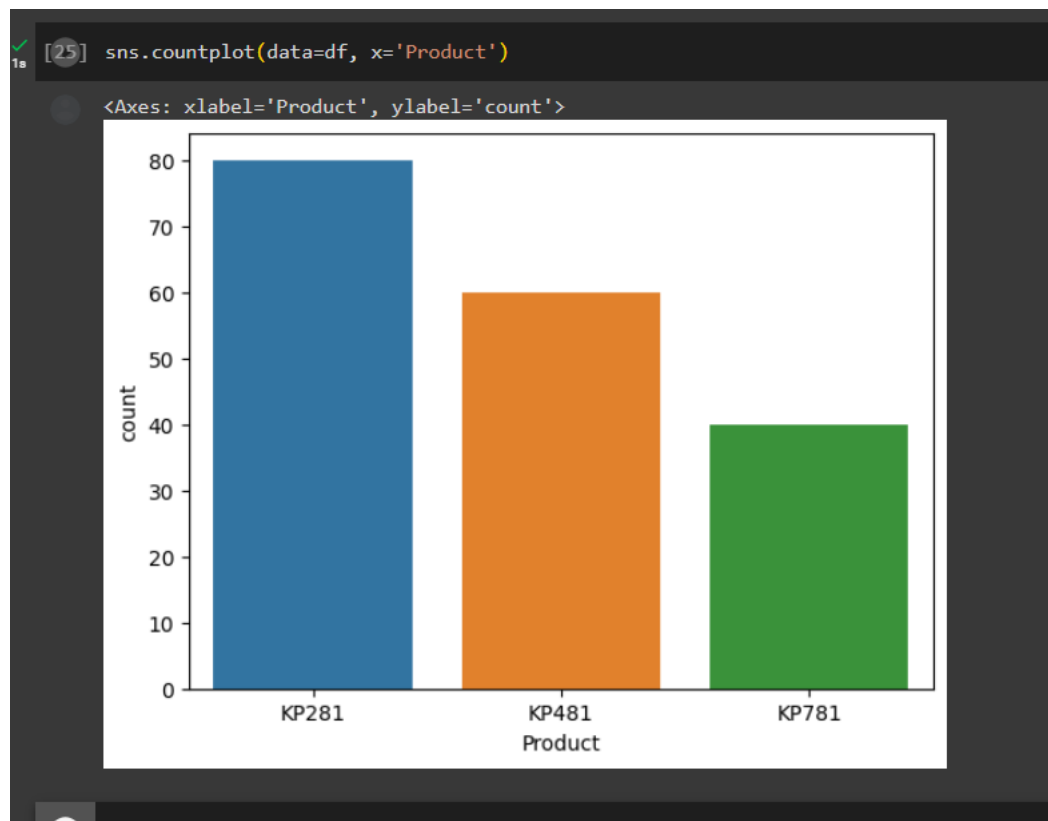 [25] sns.countplot(data=df, x='Product')
1s
<Axes: xlabel='Product', ylabel='count'>
80
70
60
50
40
30
20
10
0
count
KP281 KP481 KP781
Product